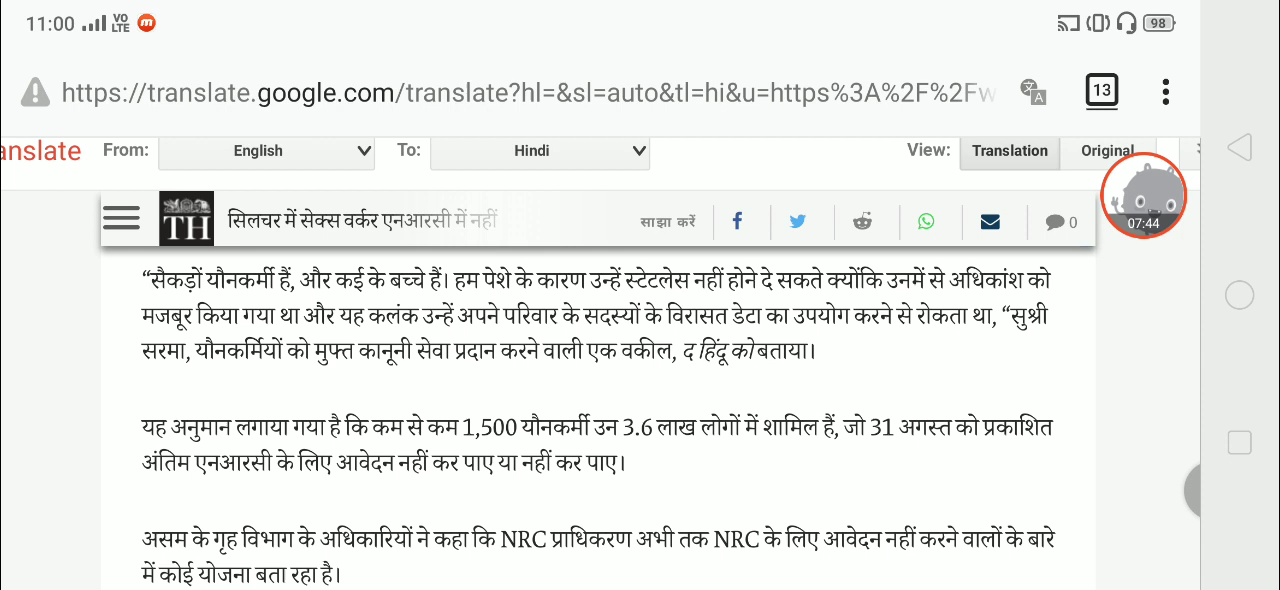 11:00 VO LTE m 98
https://translate.google.com/translate?hl=&sl=auto&tl=hi&u=https%3A%2F%2Fw 13
anslate From: English To: Hindi View: Translation Original
TH सिलचर में सेक्स वर्कर एनआरसी में नहीं साझा करें 0
07:44
“सैकड़ों यौनकर्मी हैं, और कई के बच्चे हैं। हम पेशे के कारण उन्हें स्टेटलेस नहीं होने दे सकते क्योंकि उनमें से अधिकांश को
मजबूर किया गया था और यह कलंक उन्हें अपने परिवार के सदस्यों के विरासत डेटा का उपयोग करने से रोकता था, “सुश्री
सरमा, यौनकर्मियों को मुफ्त कानूनी सेवा प्रदान करने वाली एक वकील, द हिंदू को बताया।
यह अनुमान लगाया गया है कि कम से कम 1,500 यौनकर्मी उन 3.6 लाख लोगों में शामिल हैं, जो 31 अगस्त को प्रकाशित
अंतिम एनआरसी के लिए आवेदन नहीं कर पाए या नहीं कर पाए।
असम के गृह विभाग के अधिकारियों ने कहा कि NRC प्राधिकरण अभी तक NRC के लिए आवेदन नहीं करने वालों के बारे
में कोई योजना बता रहा है।